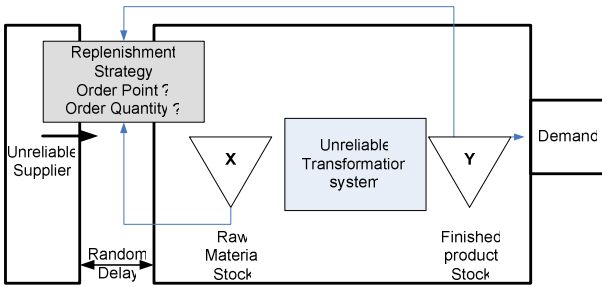 Replenishment
Strategy
Order Point ?
Order Quantity ?
Unreliable
Supplier
X
Unreliable
Transformation
system
Y
Demand
Random
Delay
Raw
Material
Stock
Finished
product
Stock